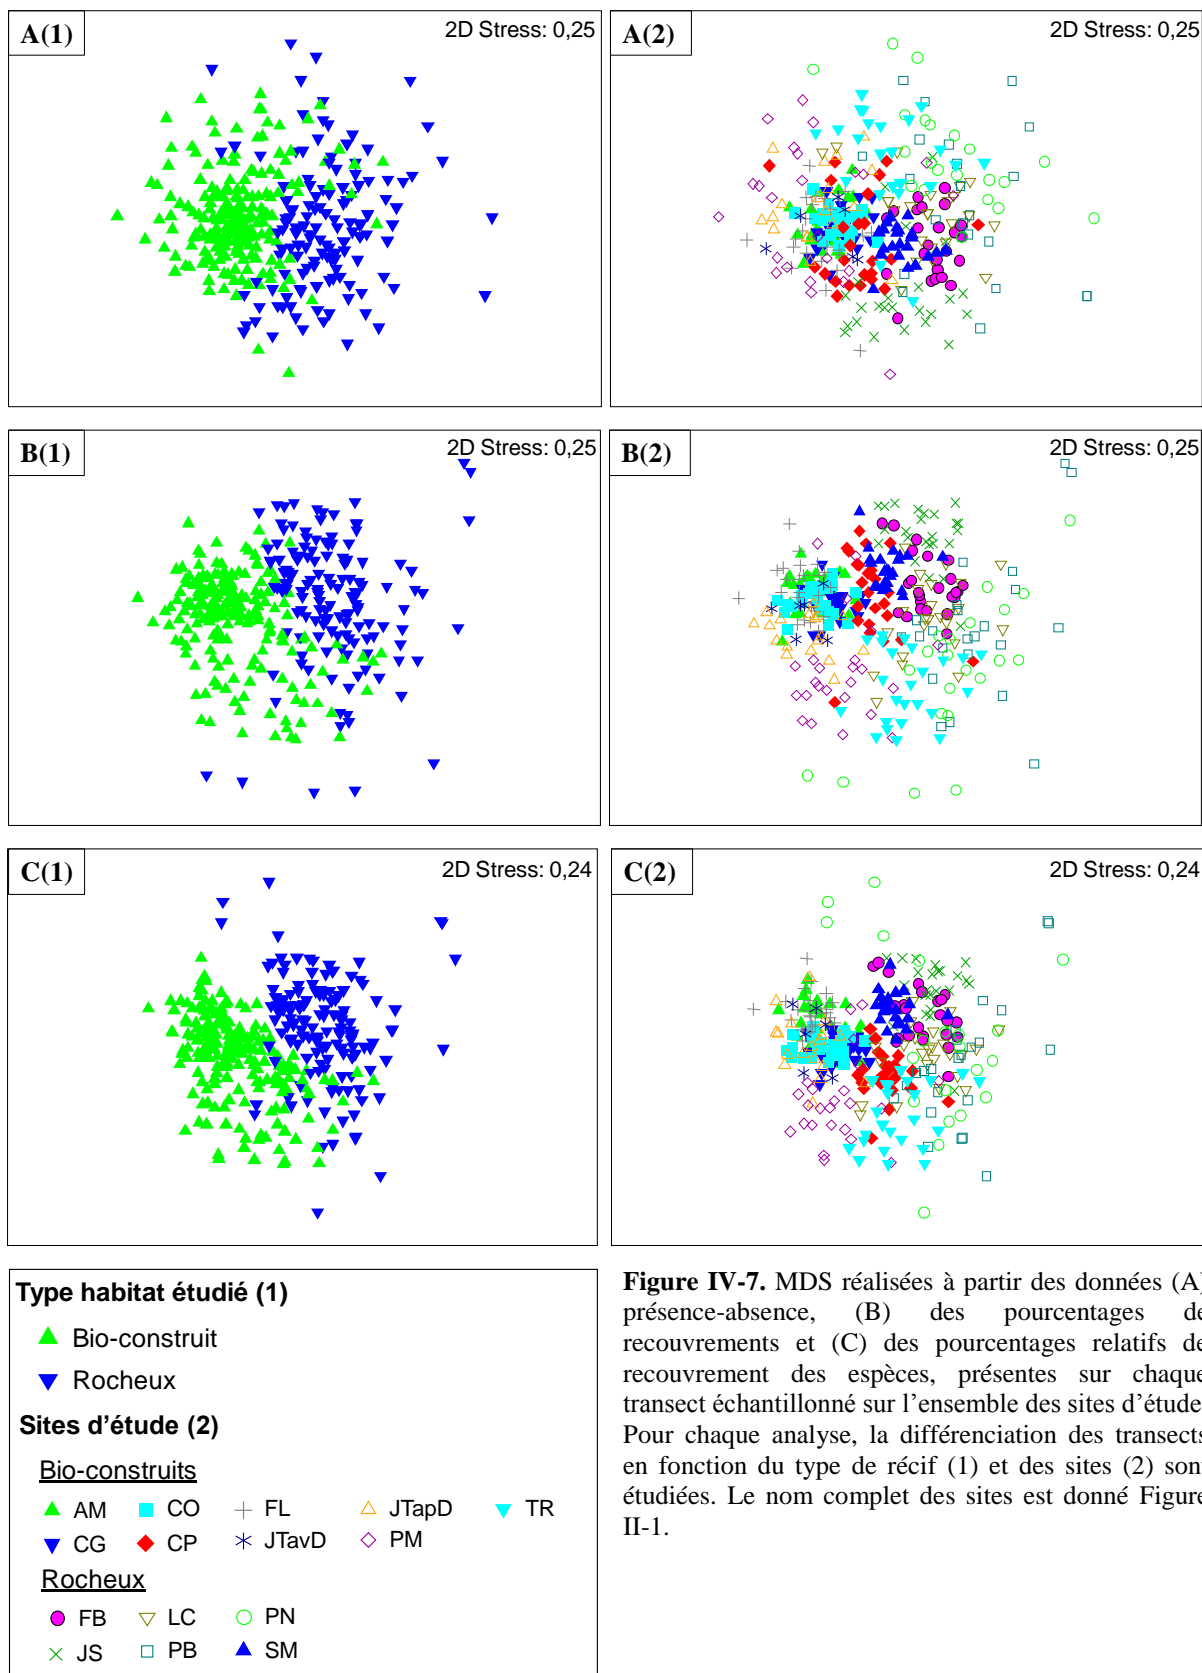 A(1)
2D Stress: 0,25
A(2)
2D Stress: 0,25
B(1)
2D Stress: 0,25
B(2)
2D Stress: 0,25
C(1)
2D Stress: 0,24
C(2)
2D Stress: 0,24
Type habitat étudié (1)
Bio-construit
Rocheux
Sites d'étude (2)
Bio-construits
AM CO FL JTapD TR
CG CP JTavD PM
Rocheux
FB LC PN
JS PB SM
Figure IV-7. MDS réalisées à partir des données (A)
présence-absence, (B) des pourcentages de
recouvrements et (C) des pourcentages relatifs de
recouvrement des espèces, présentes sur chaque
transect échantillonné sur l'ensemble des sites d'étude
Pour chaque analyse, la différenciation des transects
en fonction du type de récif (1) et des sites (2) sont
étudiées. Le nom complet des sites est donné Figure
II-1.